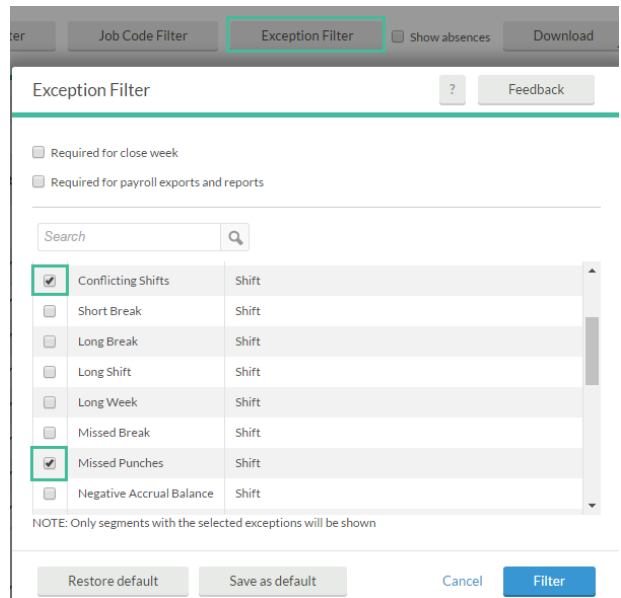 ter Job Code Filter Exception Filter Show absences Download
Exception Filter ? Feedback
Required for close week
Required for payroll exports and reports
Search
Conflicting Shifts Shift
Short Break Shift
Long Break Shift
Long Shift Shift
Long Week Shift
Missed Break Shift
Missed Punches Shift
Negative Accrual Balance Shift
NOTE: Only segments with the selected exceptions will be shown
Restore default Save as default Cancel Filter